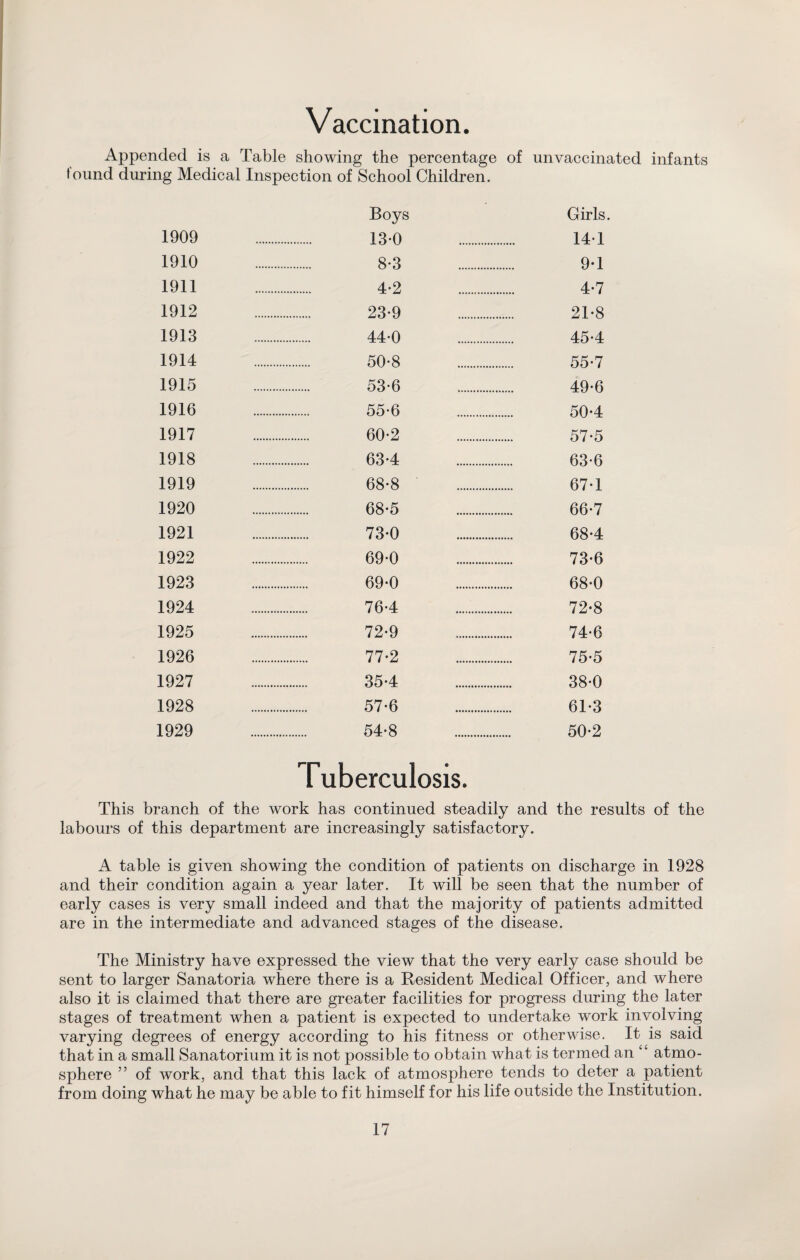 Vaccination.
Appended is a Table showing the percentage of unvaccinated infants
found during Medical Inspection of School Children.
Boys Girls.
1909 .................. 13·0 .................. 14·1
1910 .................. 8·3 .................. 9·1
1911 .................. 4·2 .................. 4·7
1912 .................. 23·9 .................. 21·8
1913 .................. 44·0 .................. 45·4
1914 .................. 50·8 .................. 55·7
1915 .................. 53·6 .................. 49·6
1916 .................. 55·6 .................. 50·4
1917 .................. 60·2 .................. 57·5
1918 .................. 63·4 .................. 63·6
1919 .................. 68·8 .................. 67·1
1920 .................. 68·5 .................. 66·7
1921 .................. 73·0 .................. 68·4
1922 .................. 69·0 .................. 73·6
1923 .................. 69·0 .................. 68·0
1924 .................. 76·4 .................. 72·8
1925 .................. 72·9 .................. 74·6
1926 .................. 77·2 .................. 75·5
1927 .................. 35·4 .................. 38·0
1928 .................. 57·6 .................. 61·3
1929 .................. 54·8 .................. 50·2
Tuberculosis.
This branch of the work has continued steadily and the results of the
labours of this department are increasingly satisfactory.
A table is given showing the condition of patients on discharge in 1928
and their condition again a year later. It will be seen that the number of
early cases is very small indeed and that the majority of patients admitted
are in the intermediate and advanced stages of the disease.
The Ministry have expressed the view that the very early case should be
sent to larger Sanatoria where there is a Resident Medical Officer, and where
also it is claimed that there are greater facilities for progress during the later
stages of treatment when a patient is expected to undertake work involving
varying degrees of energy according to his fitness or otherwise. It is said
that in a small Sanatorium it is not possible to obtain what is termed an “ atmo-
sphere ” of work, and that this lack of atmosphere tends to deter a patient
from doing what he may be able to fit himself for his life outside the Institution.
17